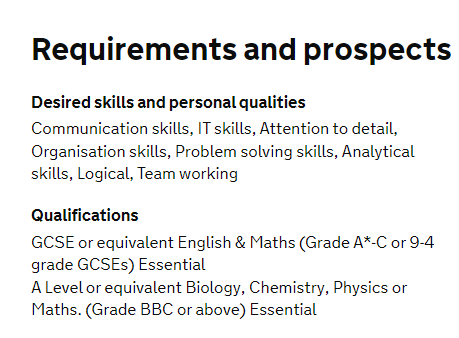 Requirements and prospects
Desired skills and personal qualities
Communication skills, IT skills, Attention to detail,
Organisation skills, Problem solving skills, Analytical
skills, Logical, Team working
Qualifications
GCSE or equivalent English & Maths (Grade A*-C or 9-4
grade GCSEs) Essential
A Level or equivalent Biology, Chemistry, Physics or
Maths. (Grade BBC or above) Essential